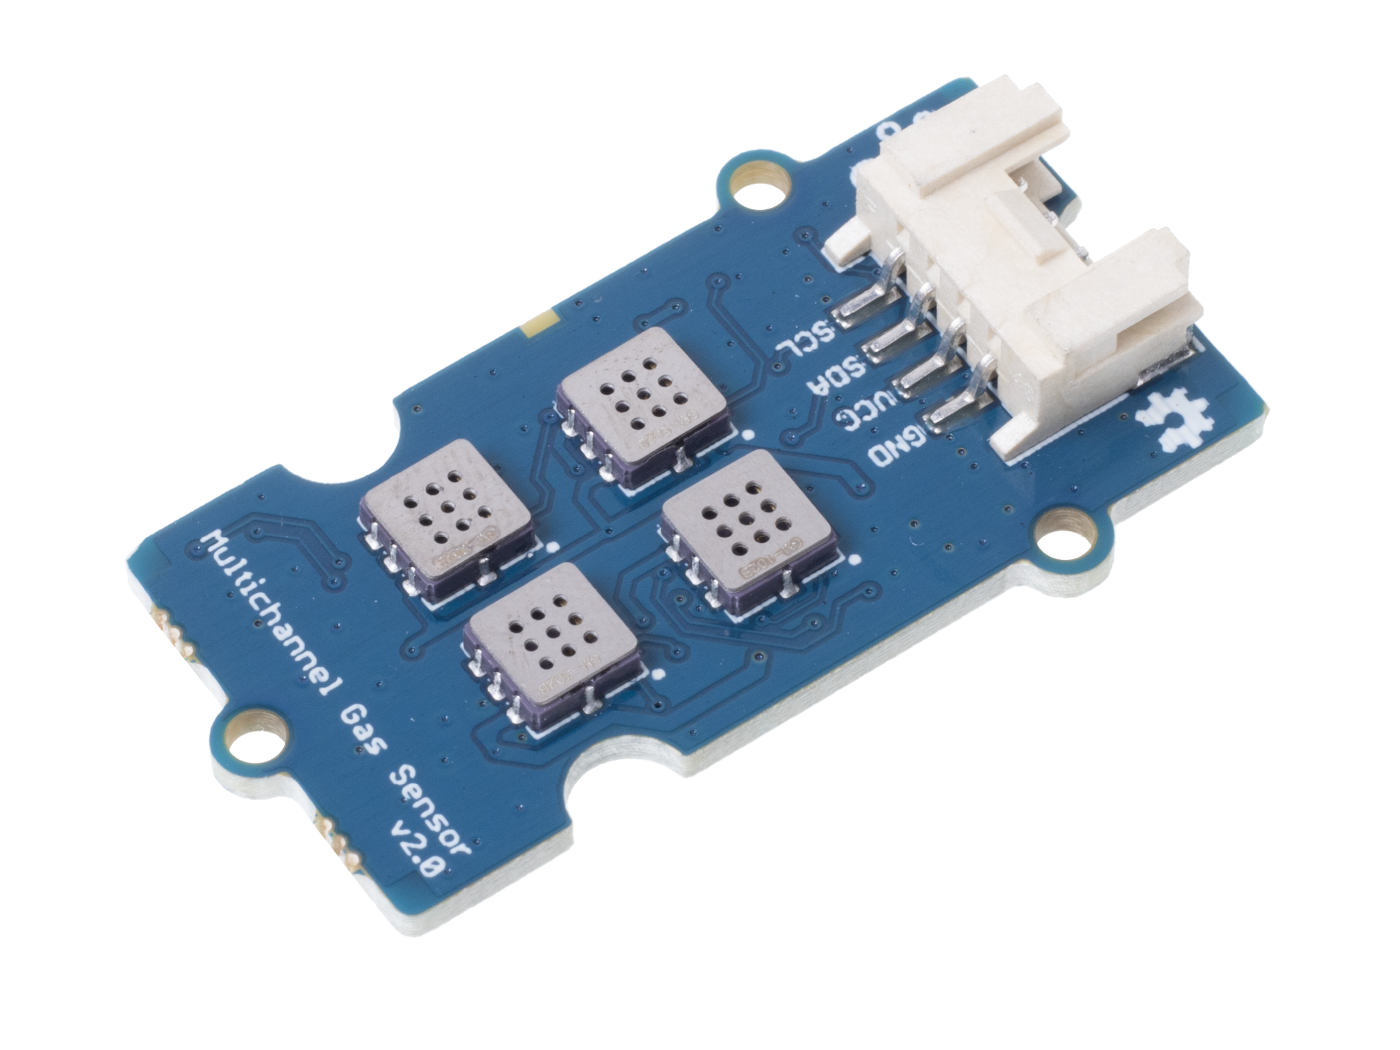 SCL
SDA
VCC
GND
Multichannel Gas Sensor
v2.0